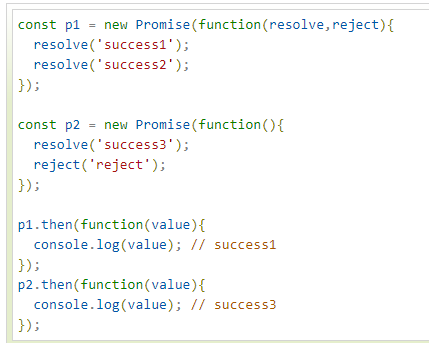 const p1 = new Promise(function(resolve,reject){
  resolve('success1');
  resolve('success2');
});

const p2 = new Promise(function(){
  resolve('success3');
  reject('reject');
});

p1.then(function(value){
  console.log(value); // success1
});
p2.then(function(value){
  console.log(value); // success3
});